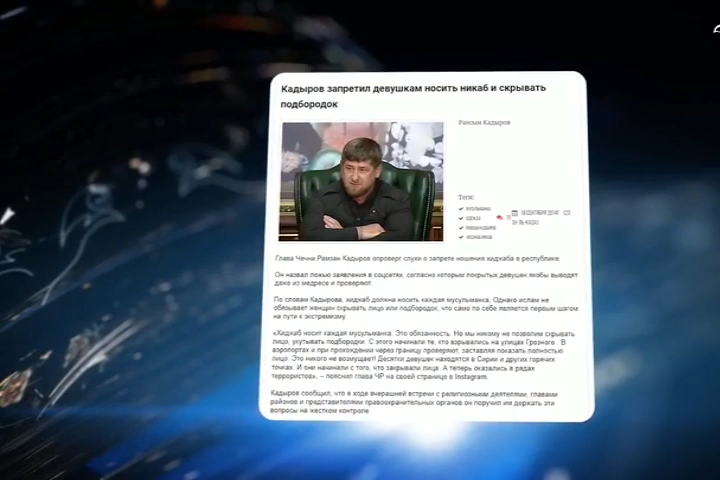 Кадыров запретил девушкам носить никаб и скрывать
подбородок
Рамзан Кадыров
Теги:
Глава Чечни Рамзан Кадыров опроверг слухи о запрете ношения хиджаба в республике.
Он назвал ложью заявления в соцсетях, согласно которым покрытых девушек якобы выводят
даже из медресе и проверяют.
По словам Кадырова, хиджаб должна носить каждая мусульманка. Однако ислам не
обязывает женщин скрывать лицо или подбородок, что само по себе является первым шагом
на пути к экстремизму.
«Хиджаб носит каждая мусульманка. Это обязанность. Но мы никому не позволим скрывать
лицо, укутывать подбородки. С этого начинали те, кто взрывались на улицах Грозного. В
аэропортах и при прохождении через границу проверяют, заставляя показать полностью
лицо. Это никого не возмущает! Десятки девушек находятся в Сирии и других горячих
точках. И они начинали с того, что закрывали лица. А теперь оказались в рядах
террористов», – пояснил глава ЧР на своей странице в Instagram.
Кадыров сообщил, что в ходе вчерашней встречи с религиозными деятелями, главами
районов и представителями правоохранительных органов он поручил им держать эти
вопросы на жестком контроле